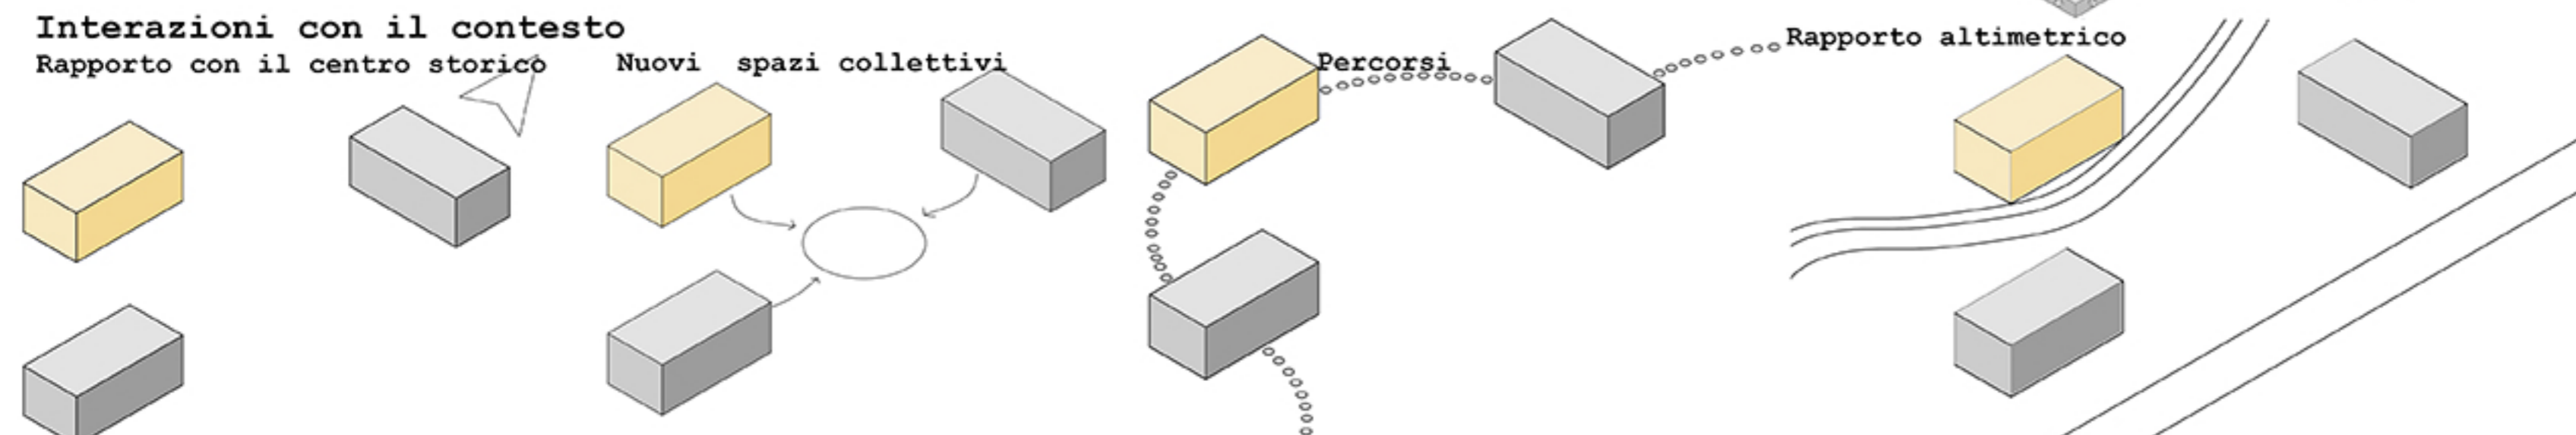 Interazioni con il contesto
Rapporto con il centro storico
Nuovi spazi collettivi
Percorsi
Rapporto altimetrico